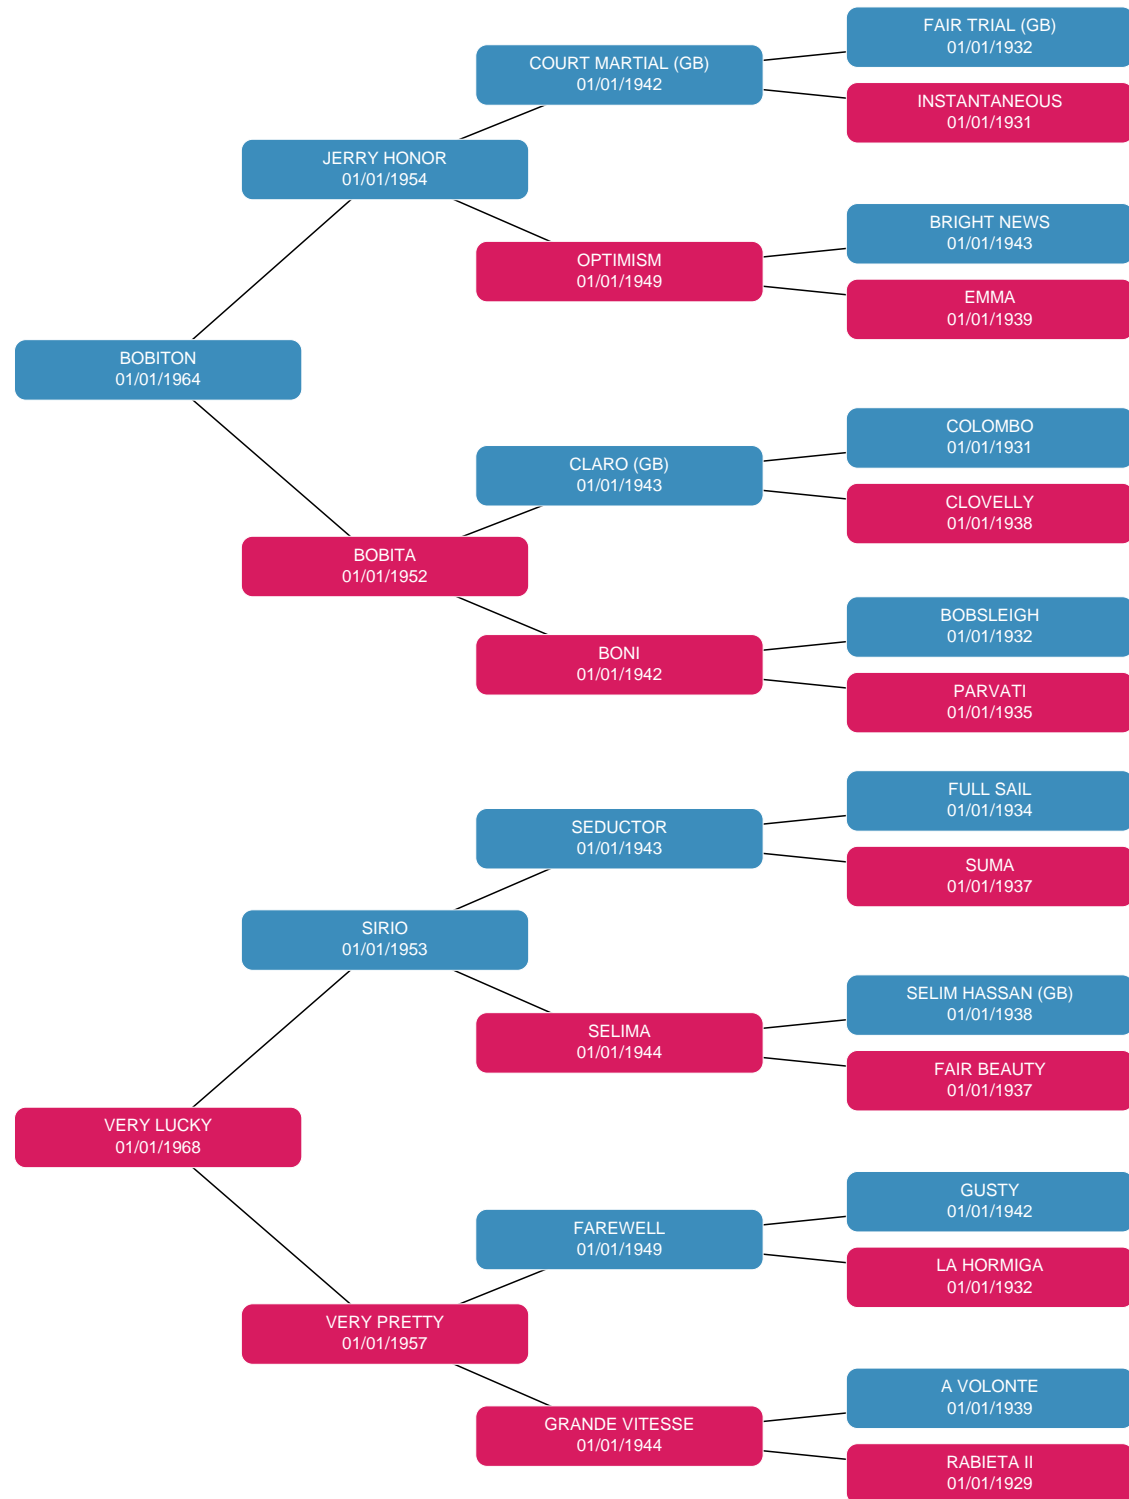 FAIR TRIAL (GB)
01/01/1932
COURT MARTIAL (GB)
01/01/1942
INSTANTANEOUS
01/01/1931
JERRY HONOR
01/01/1954
BRIGHT NEWS
01/01/1943
OPTIMISM
01/01/1949
EMMA
01/01/1939
BOBITON
01/01/1964
COLOMBO
01/01/1931
CLARO (GB)
01/01/1943
CLOVELLY
01/01/1938
BOBITA
01/01/1952
BOBSLEIGH
01/01/1932
BONI
01/01/1942
PARVATI
01/01/1935
FULL SAIL
01/01/1934
SEDUCTOR
01/01/1943
SUMA
01/01/1937
SIRIO
01/01/1953
SELIM HASSAN (GB)
01/01/1938
SELIMA
01/01/1944
FAIR BEAUTY
01/01/1937
VERY LUCKY
01/01/1968
GUSTY
01/01/1942
FAREWELL
01/01/1949
LA HORMIGA
01/01/1932
VERY PRETTY
01/01/1957
A VOLONTE
01/01/1939
GRANDE VITESSE
01/01/1944
RABIETA II
01/01/1929